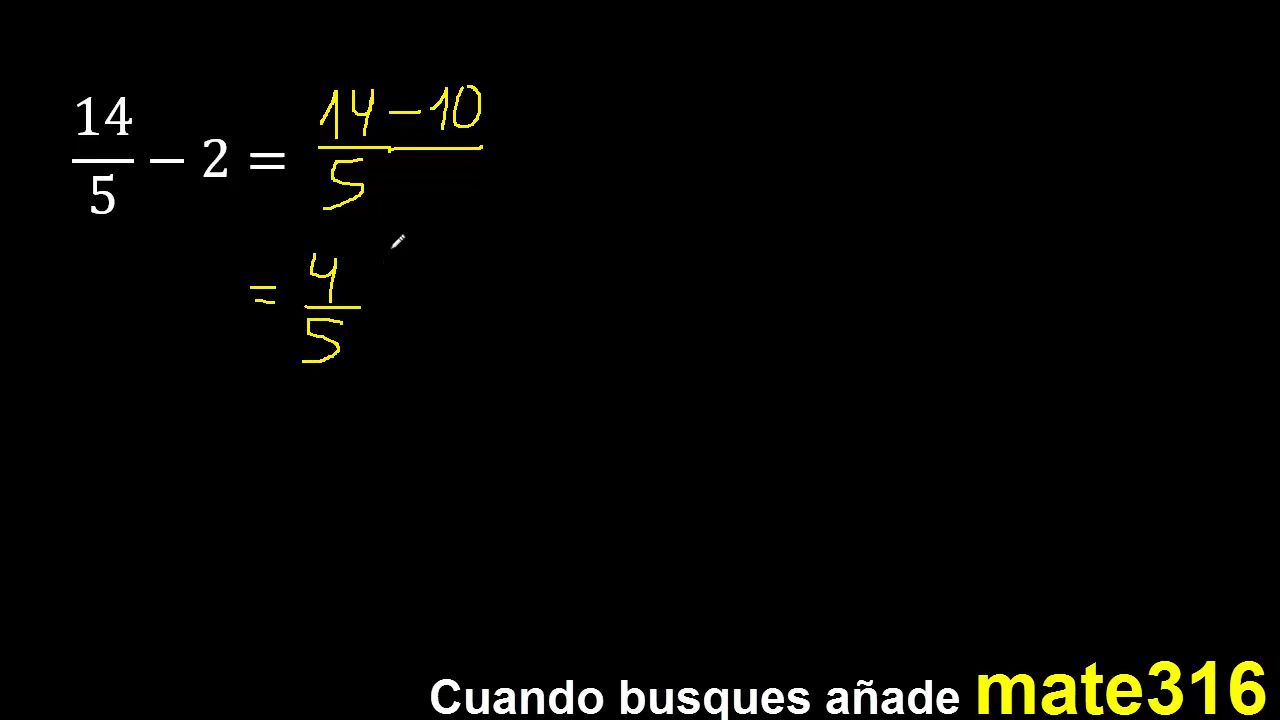 14/5 − 2 = 14 − 10/5
= 4/5
Cuando busques añade mate316